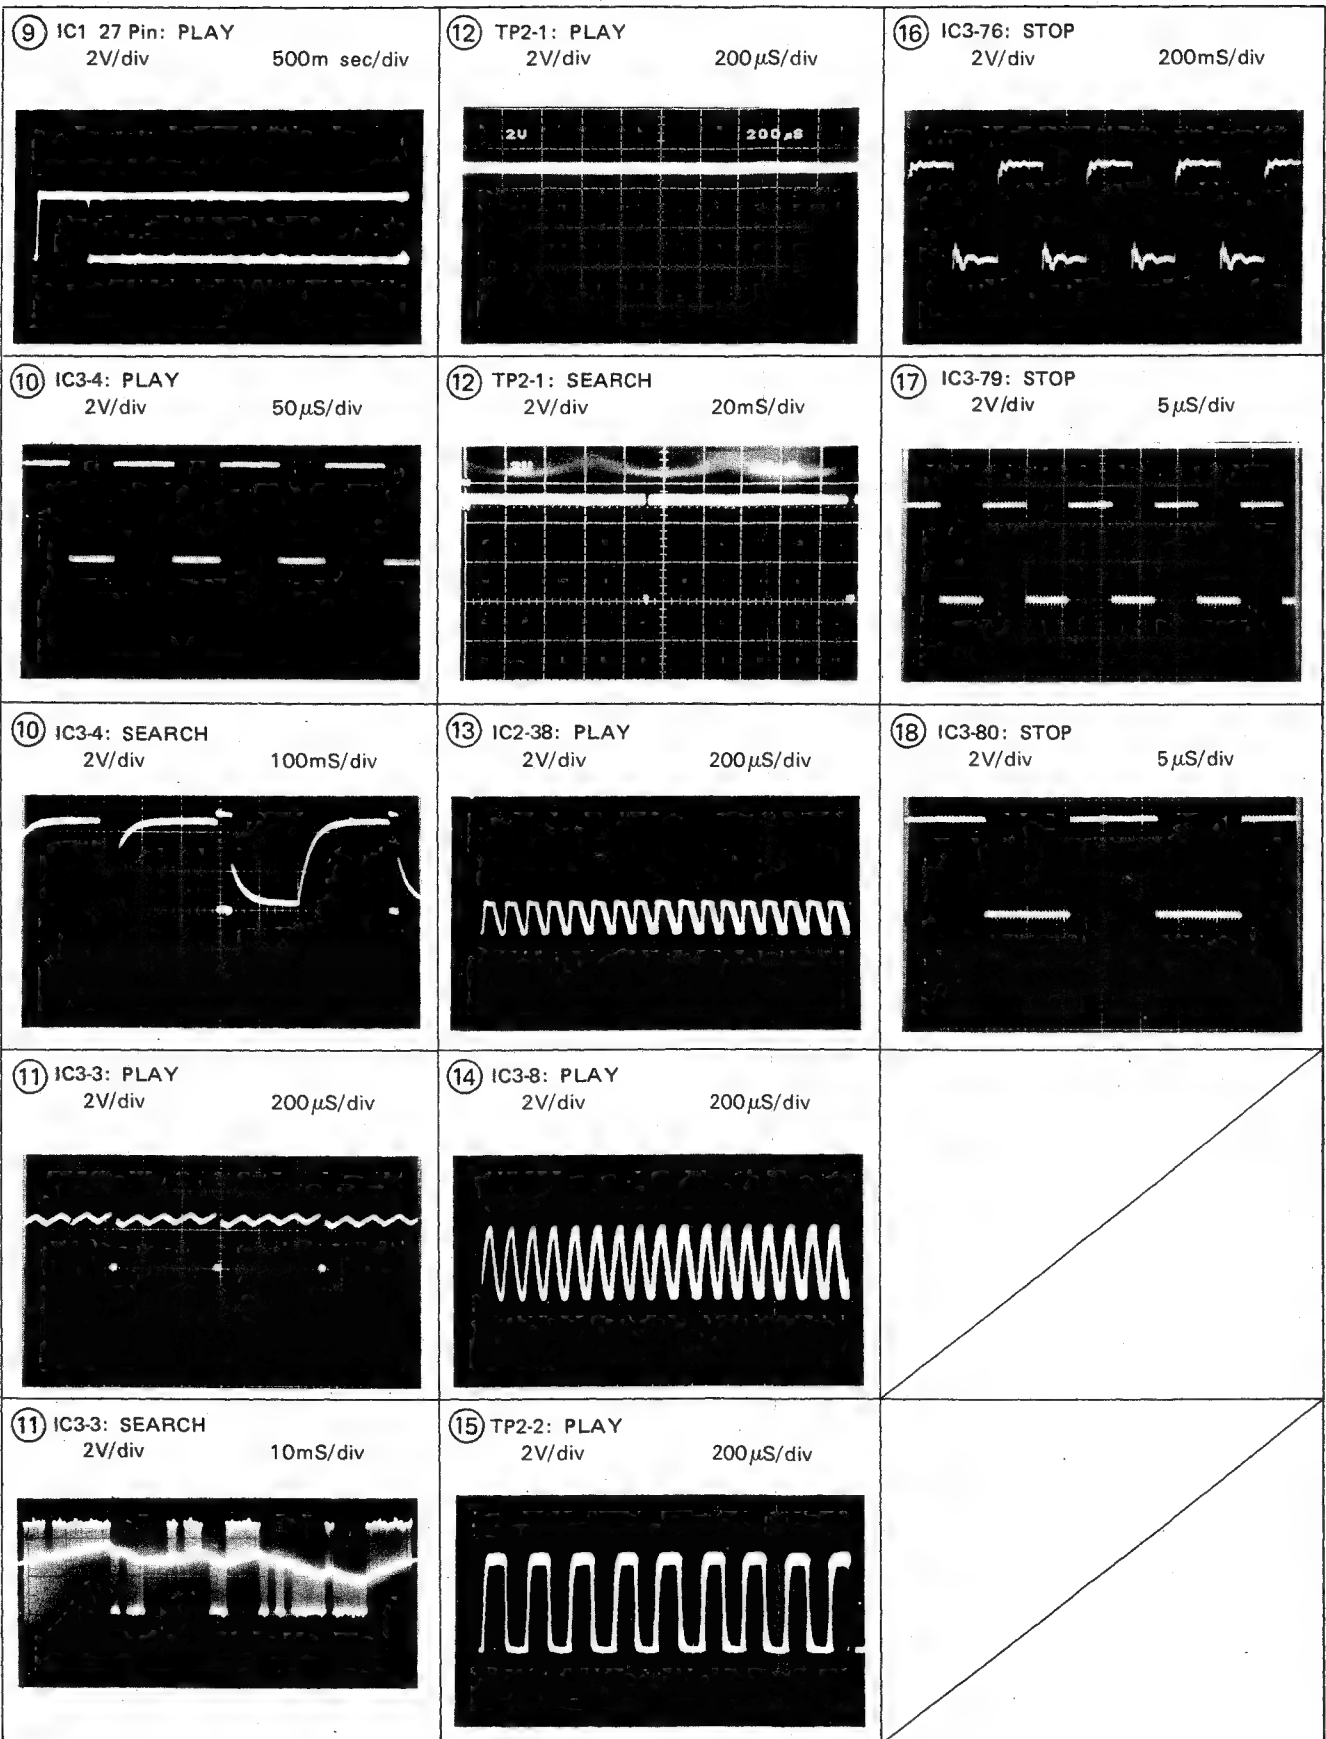 ⑨ IC1 27 Pin: PLAY
2V/div 500m sec/div
⑩ IC3-4: PLAY
2V/div 50μS/div
⑩ IC3-4: SEARCH
2V/div 100mS/div
⑪ IC3-3: PLAY
2V/div 200μS/div
⑪ IC3-3: SEARCH
2V/div 10mS/div
⑫ TP2-1: PLAY
2V/div 200μS/div
2V 200μS
⑫ TP2-1: SEARCH
2V/div 20mS/div
⑬ IC2-38: PLAY
2V/div 200μS/div
⑭ IC3-8: PLAY
2V/div 200μS/div
⑮ TP2-2: PLAY
2V/div 200μS/div
⑯ IC3-76: STOP
2V/div 200mS/div
⑰ IC3-79: STOP
2V/div 5μS/div
⑱ IC3-80: STOP
2V/div 5μS/div